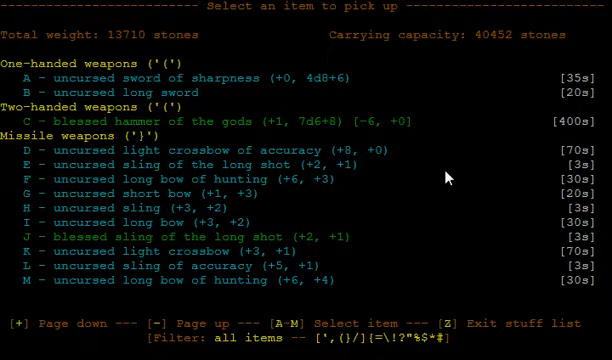 Select an item to pick up
Total weight: 13710 stones Carrying capacity: 40452 stones
One-handed weapons ('(')
A - uncursed sword of sharpness (+0, 4d8+6) [35s]
B - uncursed long sword [20s]
Two-handed weapons ('(')
C - blessed hammer of the gods (+1, 7d6+8) [-6, +0] [400s]
Missile weapons ('}')
D - uncursed light crossbow of accuracy (+8, +0) [70s]
E - uncursed sling of the long shot (+2, +1) [3s]
F - uncursed long bow of hunting (+6, +3) [30s]
G - uncursed short bow (+1, +3) [20s]
H - uncursed sling (+3, +2) [3s]
I - uncursed long bow (+3, +2) [30s]
J - blessed sling of the long shot (+2, +1) [3s]
K - uncursed light crossbow (+3, +1) [70s]
L - uncursed sling of accuracy (+5, +1) [3s]
M - uncursed long bow of hunting (+6, +4) [30s]
[+] Page down --- [-] Page up --- [A-M] Select item --- [Z] Exit stuff list
[Filter: all items -- [',(}/]{=\!?"%$*#]